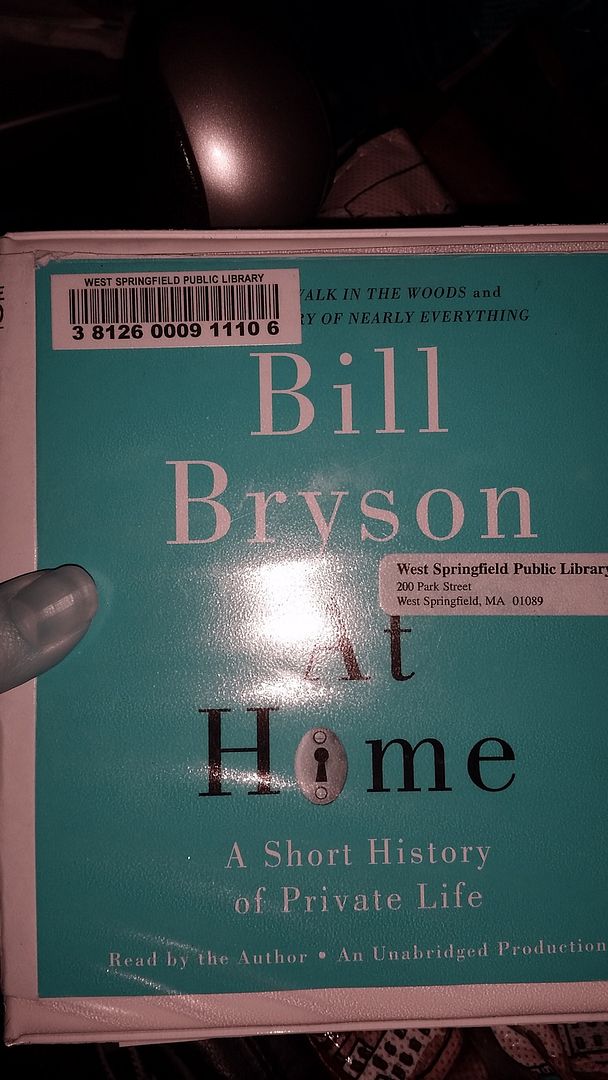 WEST SPRINGFIELD PUBLIC LIBRARY
3 8126 0009 1110 6
WALK IN THE WOODS and
RY OF NEARLY EVERYTHING
Bill
Bryson
West Springfield Public Library
200 Park Street
West Springfield, MA 01089
At
Home
A Short History
of Private Life
Read by the Author • An Unabridged Production